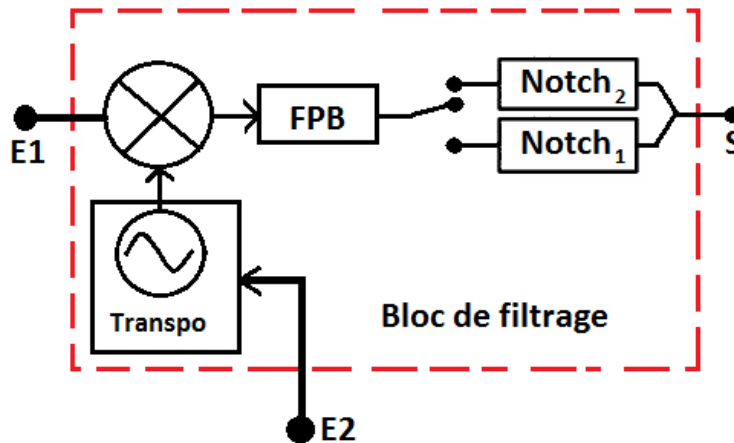 E1
FPB
Notch2
Notch1
S
Transpo
Bloc de filtrage
E2